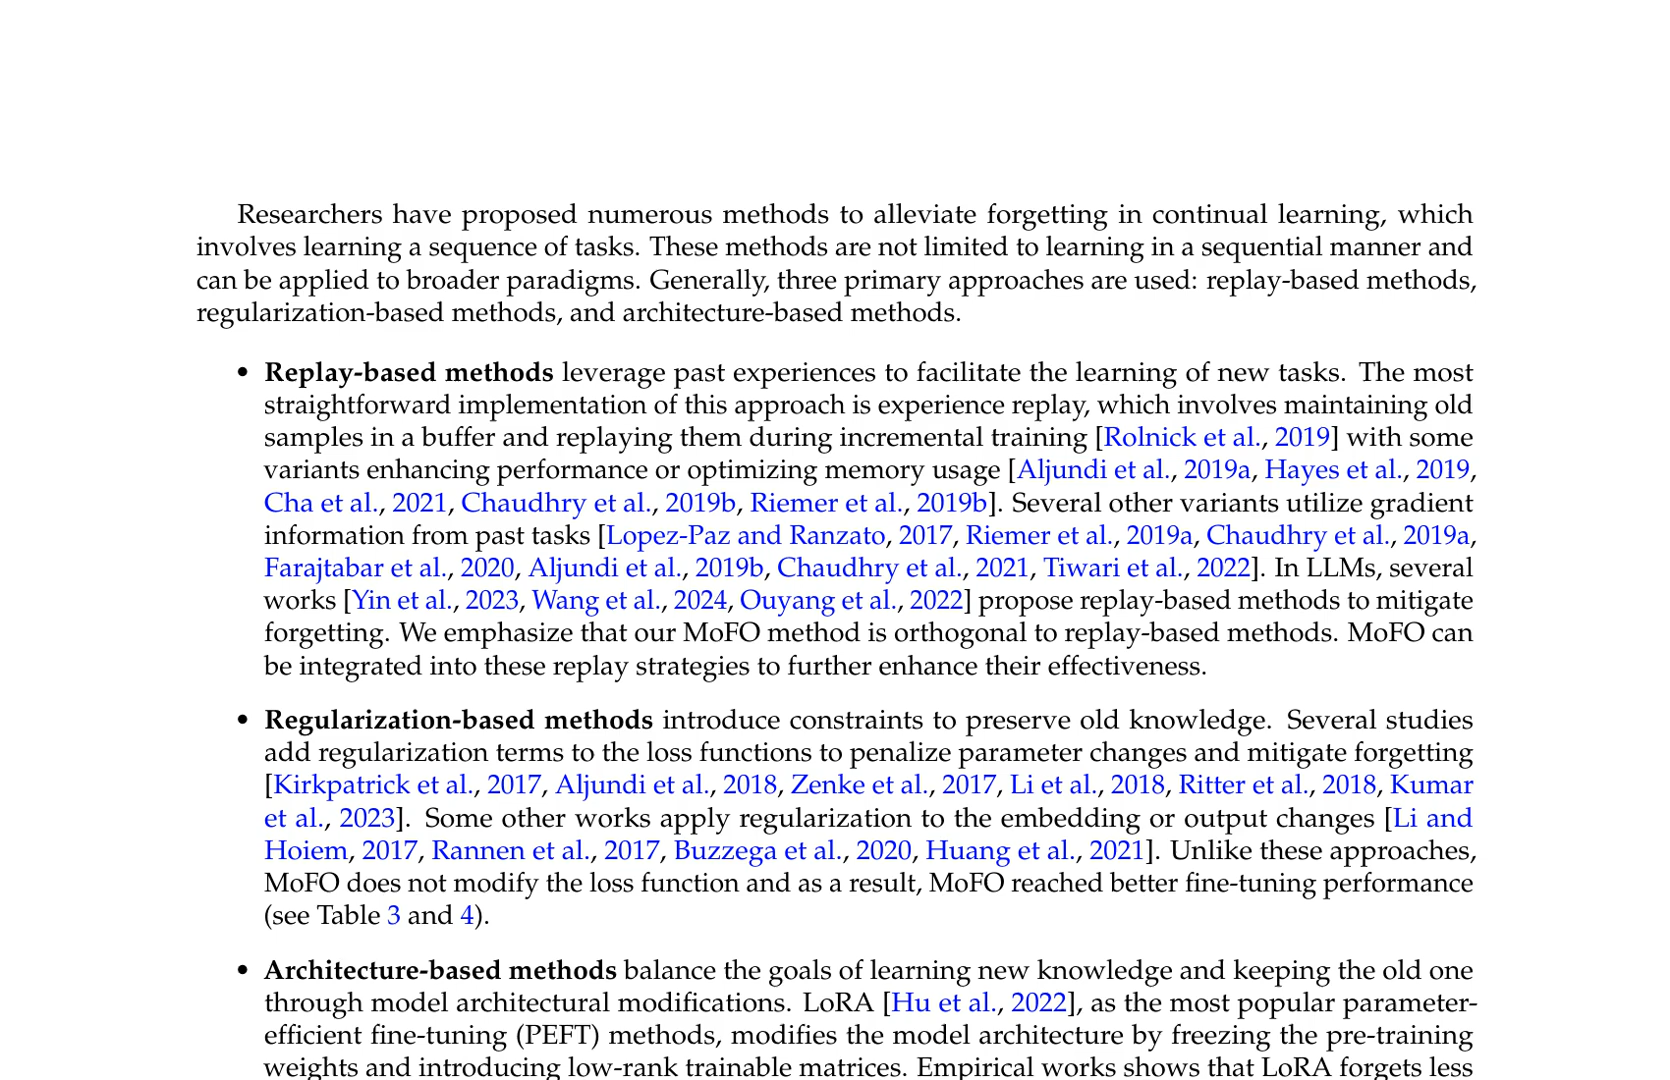 Researchers have proposed numerous methods to alleviate forgetting in continual learning, which
involves learning a sequence of tasks. These methods are not limited to learning in a sequential manner and
can be applied to broader paradigms. Generally, three primary approaches are used: replay-based methods,
regularization-based methods, and architecture-based methods.
• Replay-based methods leverage past experiences to facilitate the learning of new tasks. The most
straightforward implementation of this approach is experience replay, which involves maintaining old
samples in a buffer and replaying them during incremental training [Rolnick et al., 2019] with some
variants enhancing performance or optimizing memory usage [Aljundi et al., 2019a, Hayes et al., 2019,
Cha et al., 2021, Chaudhry et al., 2019b, Riemer et al., 2019b]. Several other variants utilize gradient
information from past tasks [Lopez-Paz and Ranzato, 2017, Riemer et al., 2019a, Chaudhry et al., 2019a,
Farajtabar et al., 2020, Aljundi et al., 2019b, Chaudhry et al., 2021, Tiwari et al., 2022]. In LLMs, several
works [Yin et al., 2023, Wang et al., 2024, Ouyang et al., 2022] propose replay-based methods to mitigate
forgetting. We emphasize that our MoFO method is orthogonal to replay-based methods. MoFO can
be integrated into these replay strategies to further enhance their effectiveness.
• Regularization-based methods introduce constraints to preserve old knowledge. Several studies
add regularization terms to the loss functions to penalize parameter changes and mitigate forgetting
[Kirkpatrick et al., 2017, Aljundi et al., 2018, Zenke et al., 2017, Li et al., 2018, Ritter et al., 2018, Kumar
et al., 2023]. Some other works apply regularization to the embedding or output changes [Li and
Hoiem, 2017, Rannen et al., 2017, Buzzega et al., 2020, Huang et al., 2021]. Unlike these approaches,
MoFO does not modify the loss function and as a result, MoFO reached better fine-tuning performance
(see Table 3 and 4).
• Architecture-based methods balance the goals of learning new knowledge and keeping the old one
through model architectural modifications. LoRA [Hu et al., 2022], as the most popular parameter-
efficient fine-tuning (PEFT) methods, modifies the model architecture by freezing the pre-training
weights and introducing low-rank trainable matrices. Empirical works shows that LoRA forgets less